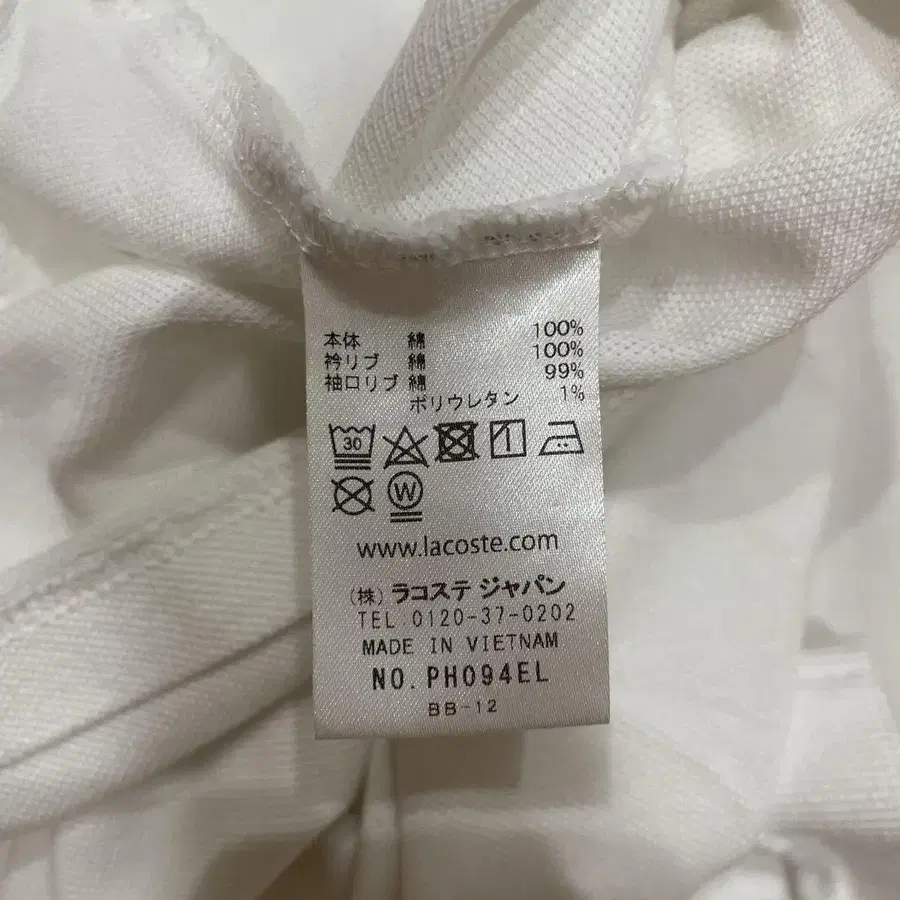 本体 綿 100%
衿リブ 綿 100%
袖口リブ 綿 99%
ポリウレタン 1%
30
W
www.lacoste.com
(株) ラコステ ジャパン
TEL 0120-37-0202
MADE IN VIETNAM
NO. PH094EL
BB-12